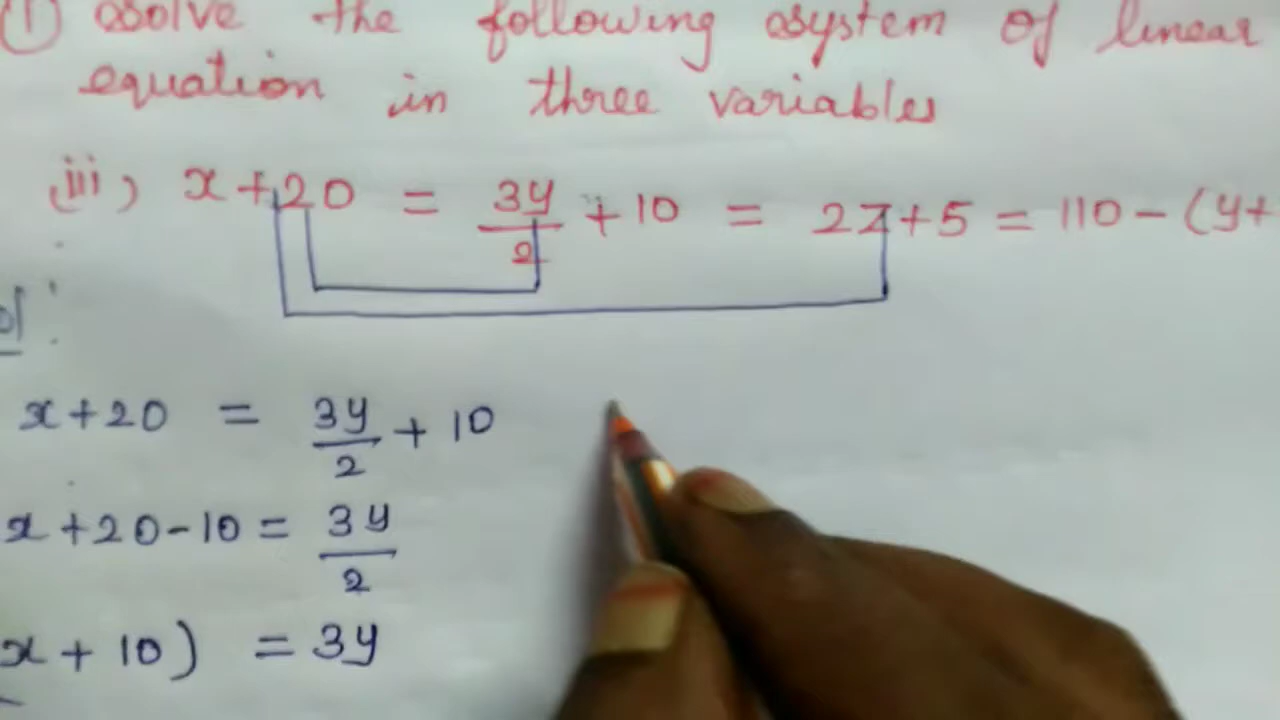 ① solve the following system of linear
equation in three variables
(iii) x + 20 = 3y/2 + 10 = 2z + 5 = 110 - (y+
ol :
x + 20 = 3y/2 + 10
x + 20 - 10 = 3y/2
x + 10) = 3y